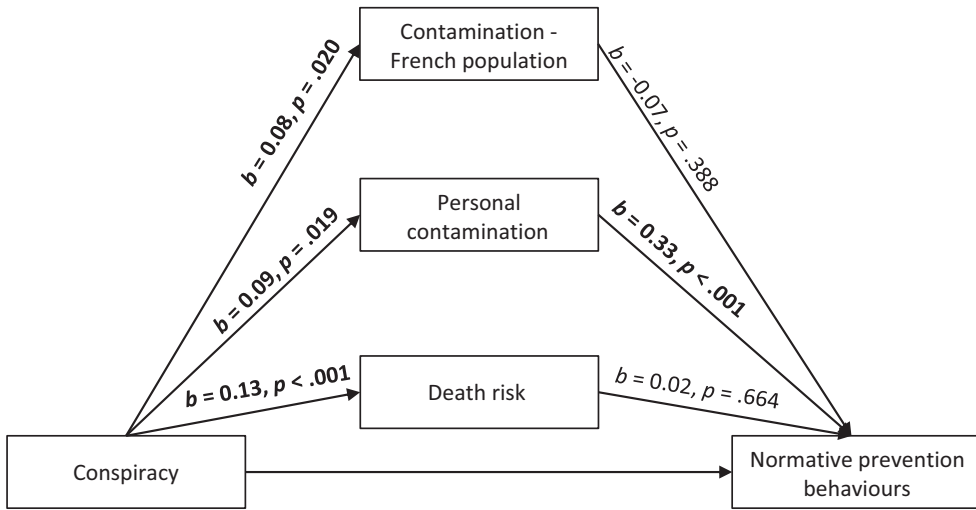 Contamination -
French population
b = 0.08, p = .020
b = -0.07, p = .388
Personal
contamination
b = 0.09, p = .019
b = 0.33, p < .001
Death risk
b = 0.13, p < .001
b = 0.02, p = .664
Conspiracy
Normative prevention
behaviours